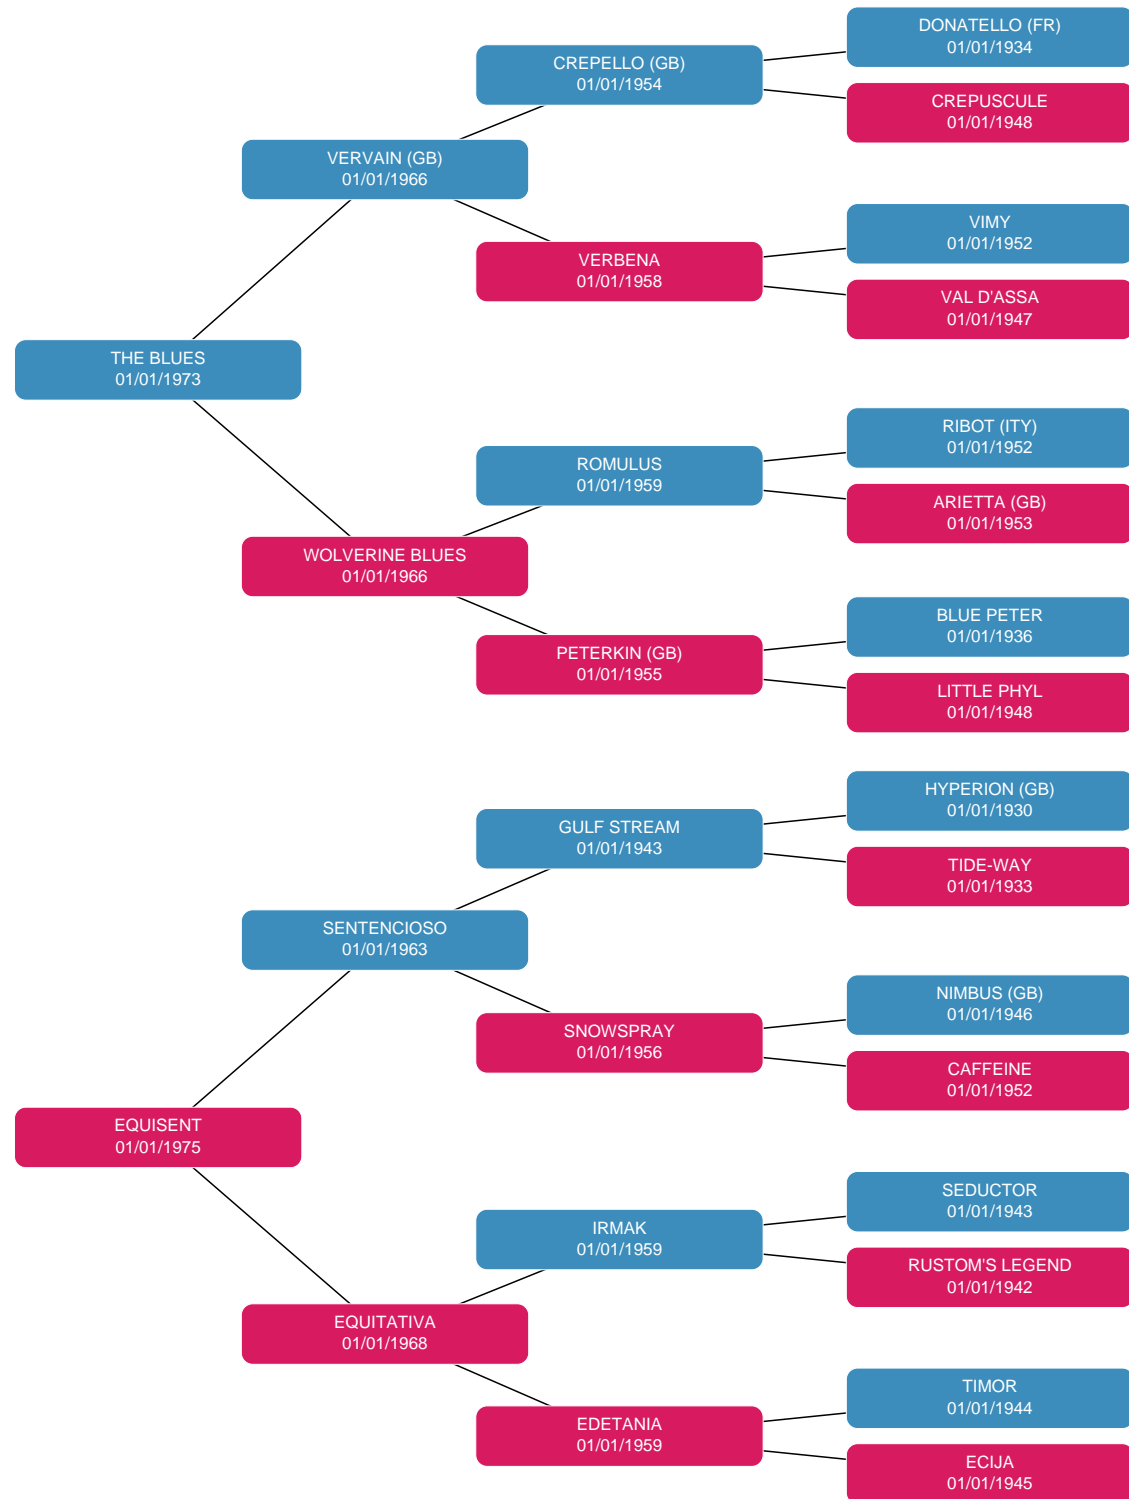 DONATELLO (FR)
01/01/1934
CREPELLO (GB)
01/01/1954
CREPUSCULE
01/01/1948
VERVAIN (GB)
01/01/1966
VIMY
01/01/1952
VERBENA
01/01/1958
VAL D'ASSA
01/01/1947
THE BLUES
01/01/1973
RIBOT (ITY)
01/01/1952
ROMULUS
01/01/1959
ARIETTA (GB)
01/01/1953
WOLVERINE BLUES
01/01/1966
BLUE PETER
01/01/1936
PETERKIN (GB)
01/01/1955
LITTLE PHYL
01/01/1948
HYPERION (GB)
01/01/1930
GULF STREAM
01/01/1943
TIDE-WAY
01/01/1933
SENTENCIOSO
01/01/1963
NIMBUS (GB)
01/01/1946
SNOWSPRAY
01/01/1956
CAFFEINE
01/01/1952
EQUISENT
01/01/1975
SEDUCTOR
01/01/1943
IRMAK
01/01/1959
RUSTOM'S LEGEND
01/01/1942
EQUITATIVA
01/01/1968
TIMOR
01/01/1944
EDETANIA
01/01/1959
ECIJA
01/01/1945